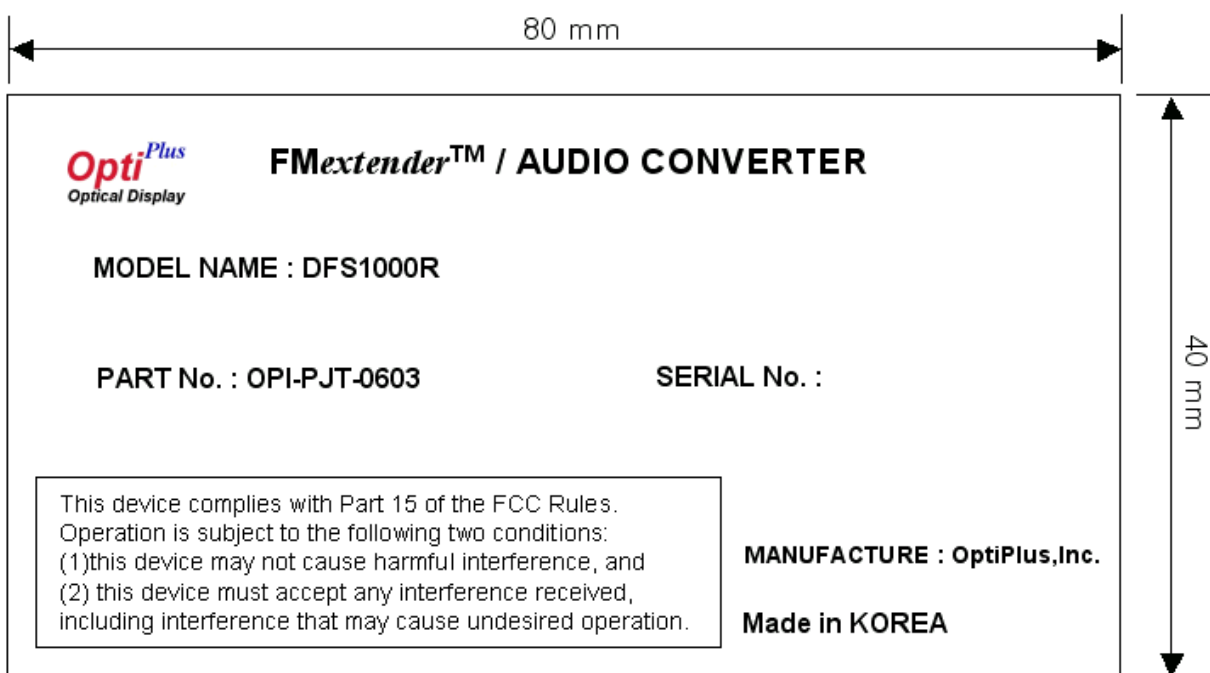 80 mm
Opti Plus
Optical Display
FMextender™ / AUDIO CONVERTER
MODEL NAME : DFS1000R
PART No. : OPI-PJT-0603
SERIAL No. :
40 mm
This device complies with Part 15 of the FCC Rules.
Operation is subject to the following two conditions:
(1)this device may not cause harmful interference, and
(2) this device must accept any interference received,
including interference that may cause undesired operation.
MANUFACTURE : OptiPlus,Inc.
Made in KOREA